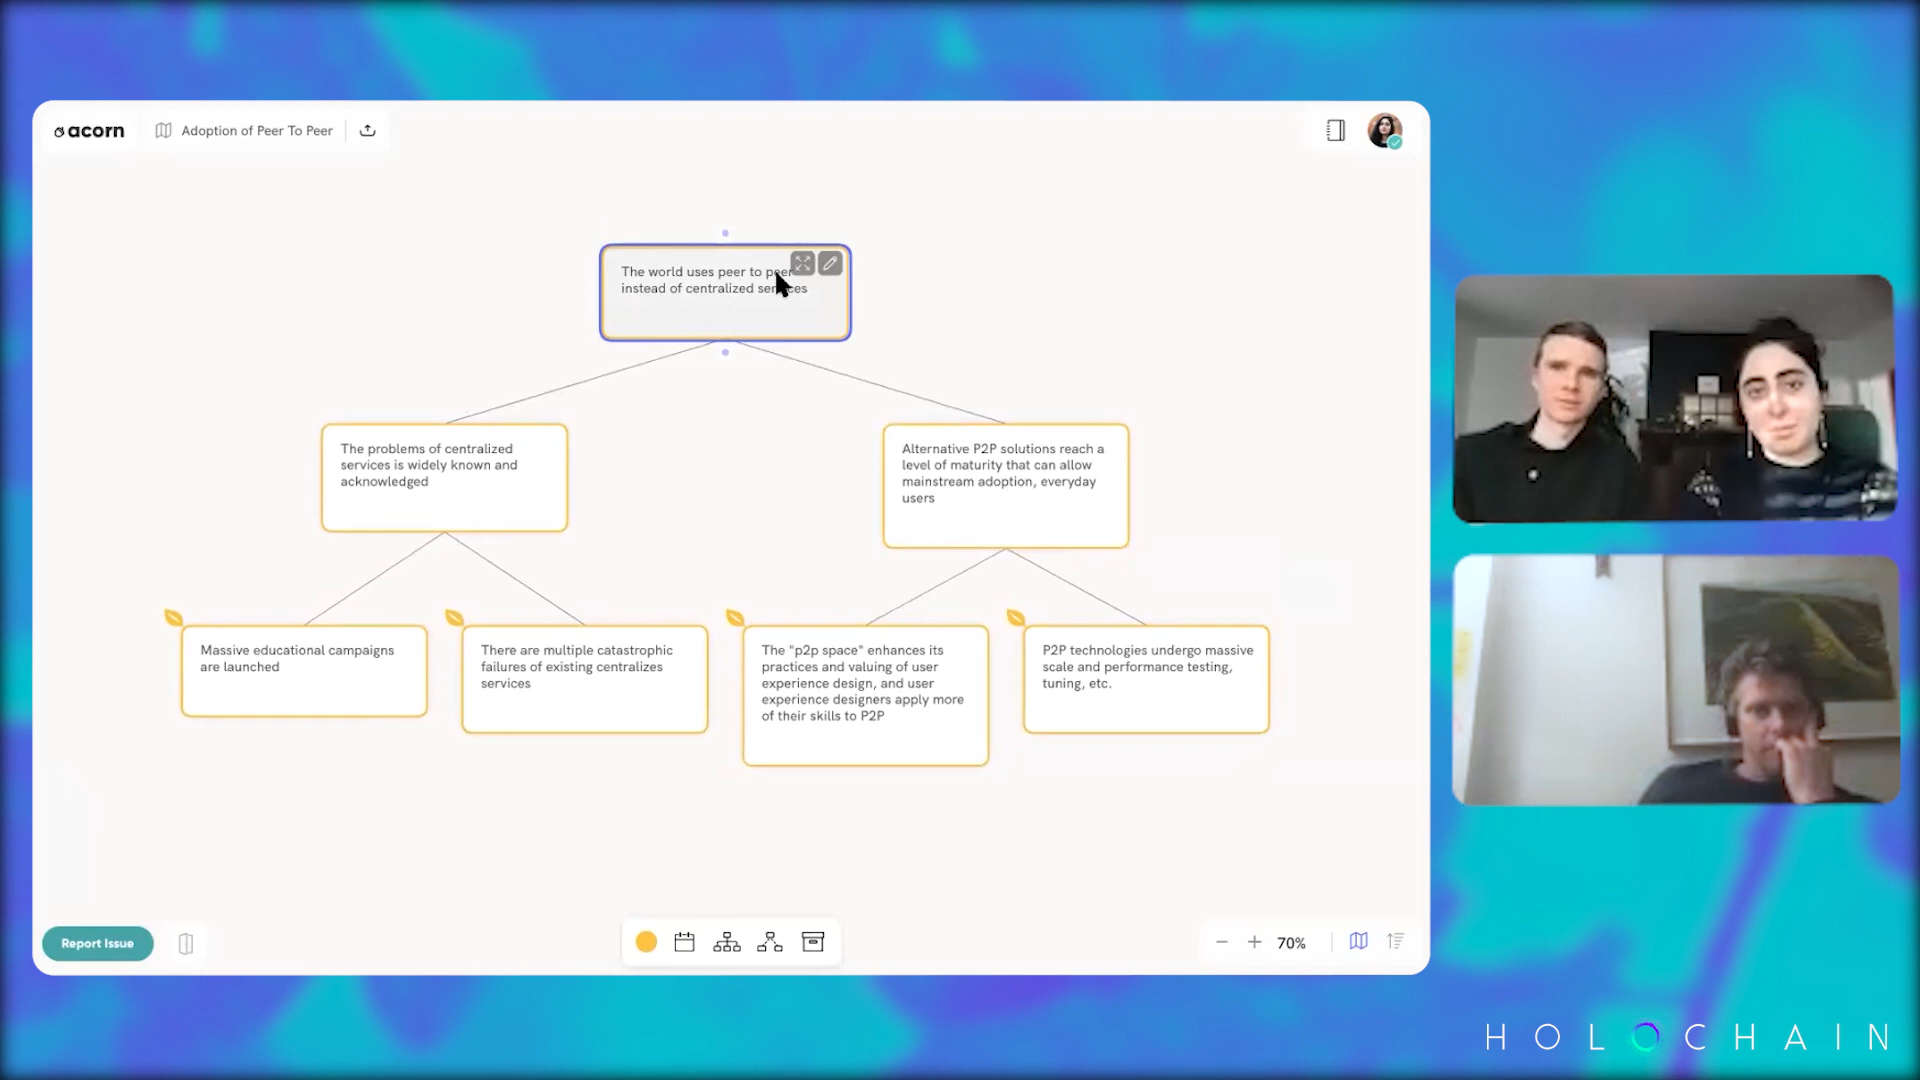 acorn
Adoption of Peer To Peer
The world uses peer to peer
instead of centralized services
The problems of centralized
services is widely known and
acknowledged
Alternative P2P solutions reach a
level of maturity that can allow
mainstream adoption, everyday
users
Massive educational campaigns
are launched
There are multiple catastrophic
failures of existing centralizes
services
The "p2p space" enhances its
practices and valuing of user
experience design, and user
experience designers apply more
of their skills to P2P
P2P technologies undergo massive
scale and performance testing,
tuning, etc.
Report Issue
70%
HOLOCHAIN